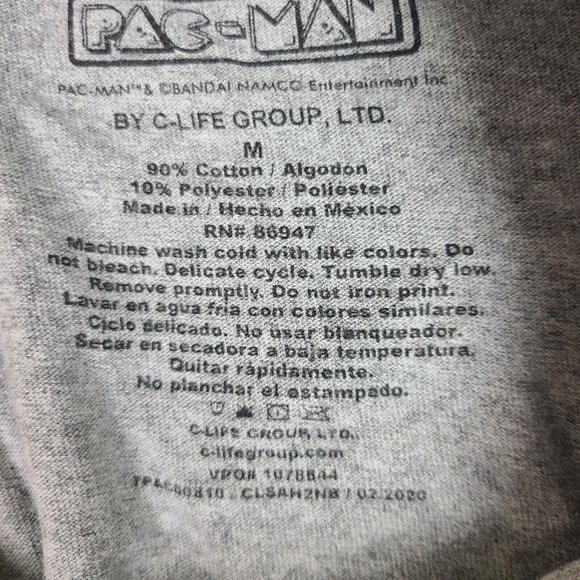 PAC-MAN
PAC-MAN™ & ©BANDAI NAMCO Entertainment Inc
BY C-LIFE GROUP, LTD.
M
90% Cotton / Algodon
10% Polyester / Poliester
Made in / Hecho en México
RN# 86947
Machine wash cold with like colors. Do
not bleach. Delicate cycle. Tumble dry low.
Remove promptly. Do not iron print.
Lavar en agua fria con colores similares.
Ciclo delicado. No usar blanqueador.
Secar en secadora a baja temperatura.
Quitar rápidamente.
No planchar el estampado.
C-LIFE GROUP, LTD.
c-lifegroup.com
VPO# 1078644
/ 02.2020